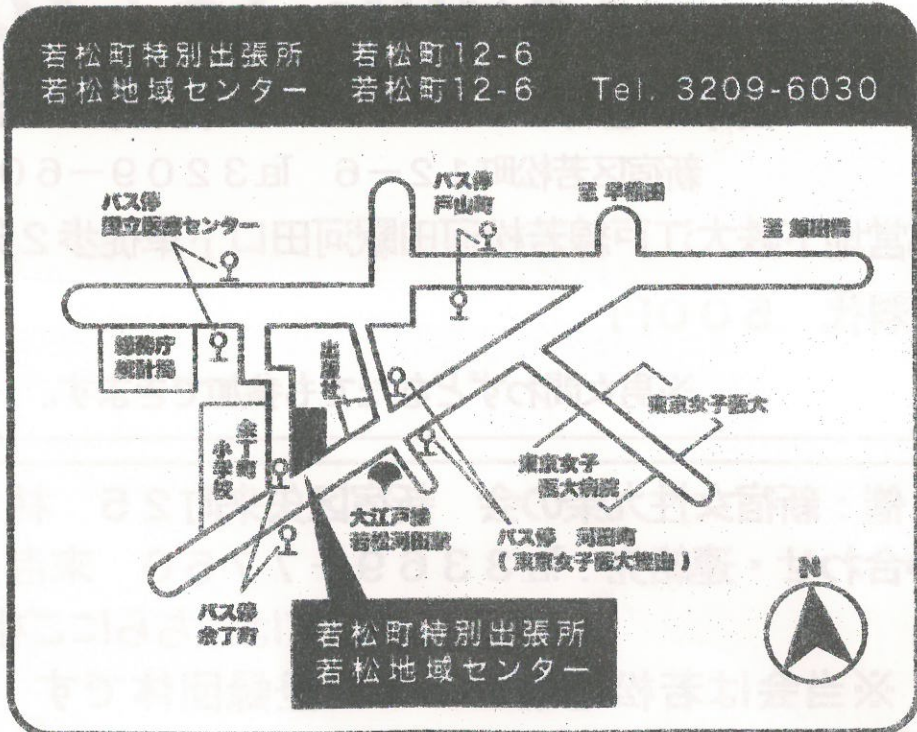 若松町特別出張所 若松町12-6
若松地域センター 若松町12-6 Tel. 3209-6030
バス停
国立医療センター
バス停
戸山町
至 早稲田
至 飯田橋
総務庁
統計局
出版社
余丁町
小学校
東京女子医大
東京女子
医大病院
大江戸線
若松河田駅
バス停 河田町
(東京女子医大経由)
バス停
余丁町
N
若松町特別出張所
若松地域センター